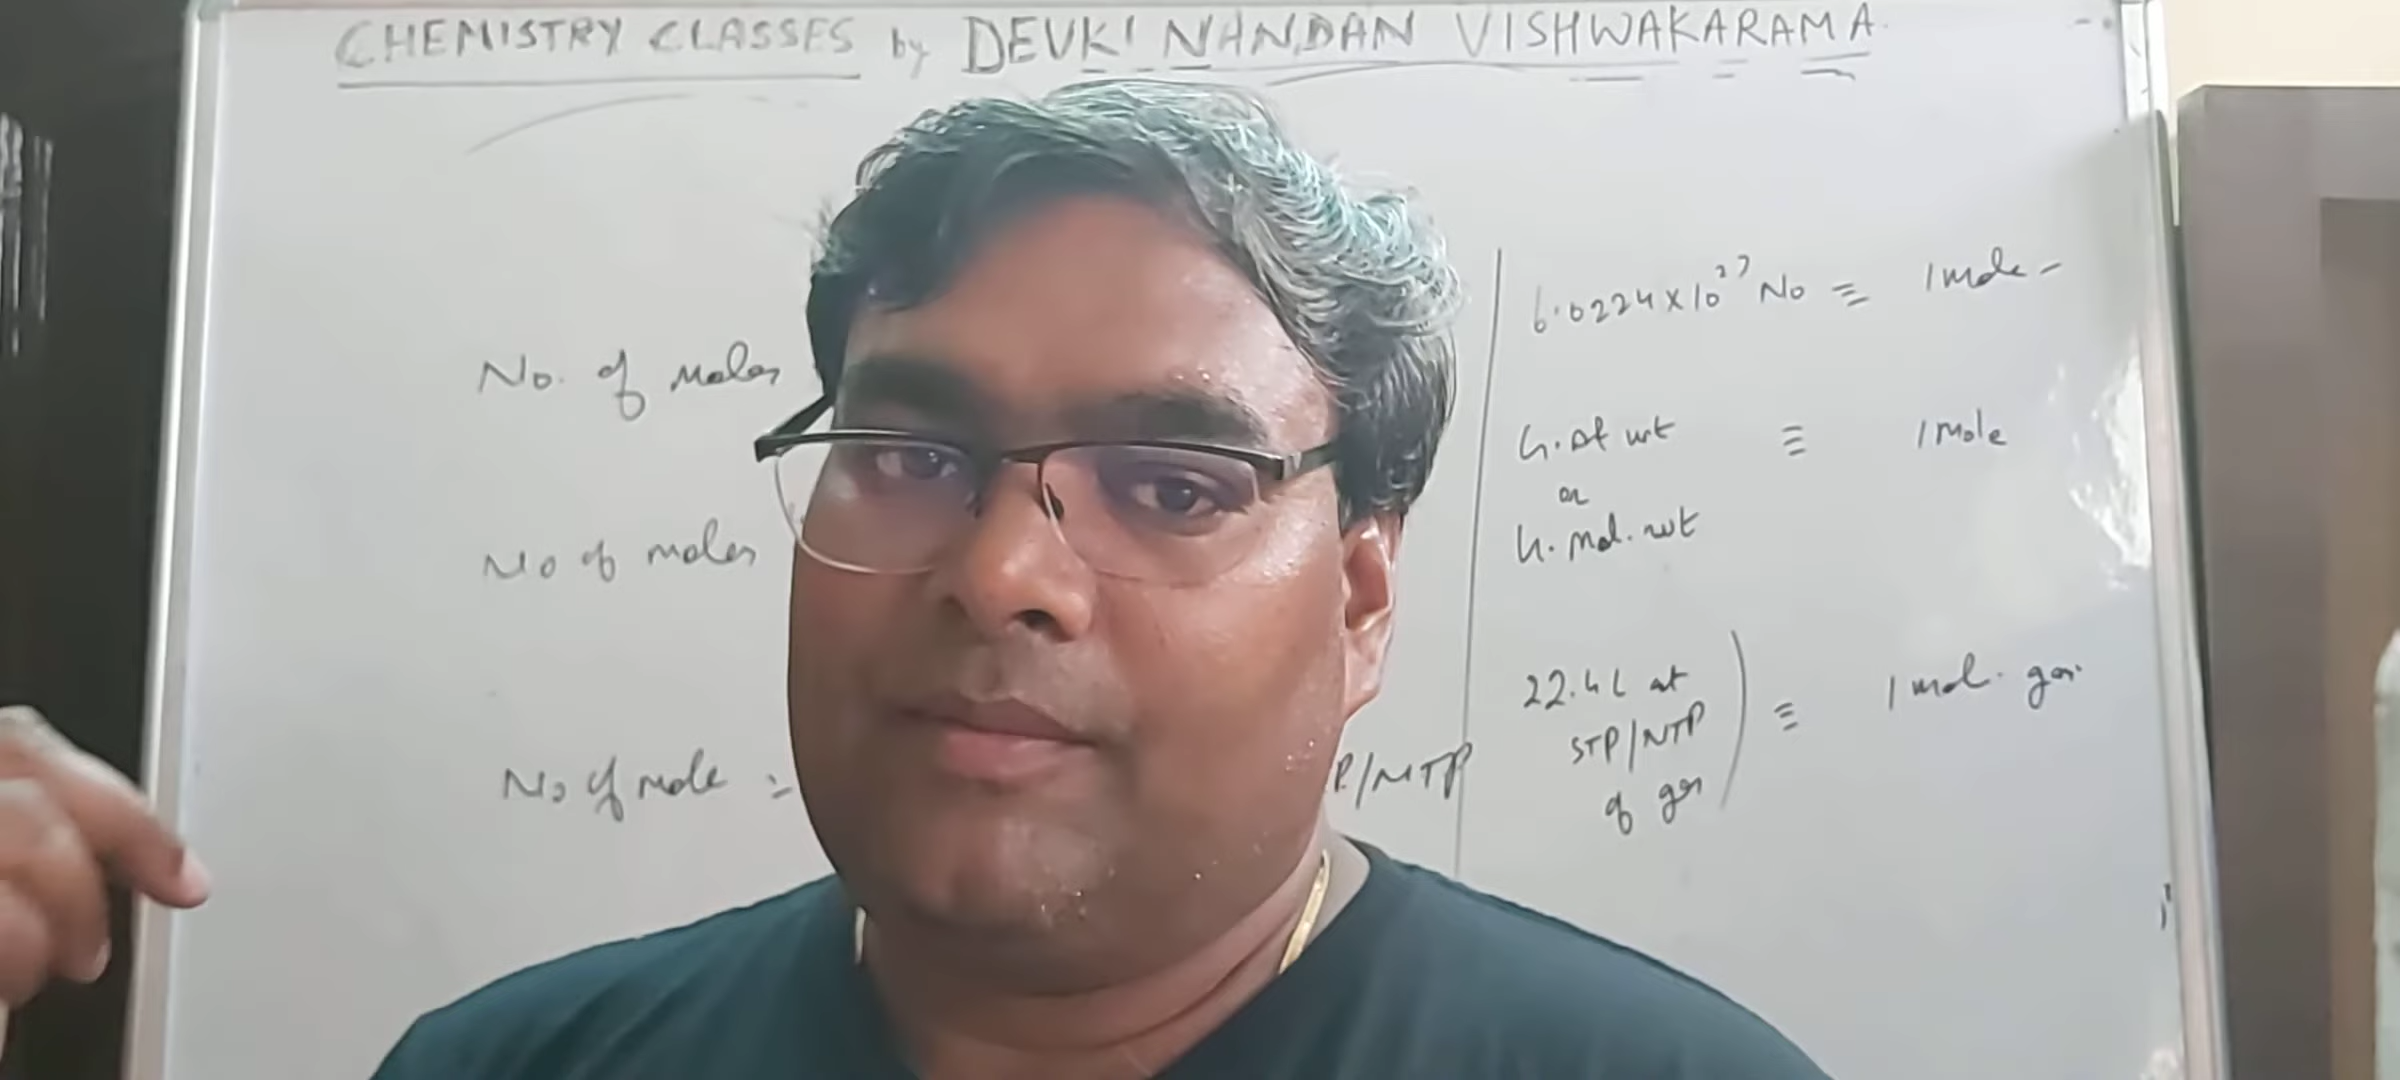 CHEMISTRY CLASSES by DEVKI NANDAN VISHWAKARAMA.
6.0224 x 10²³ No ≡ 1 mole
No. of moles
G. At wt ≡ 1 Mole
or
G. Mol. wt
No of moles
22.4 L at ≡ 1 mol. gas.
STP/NTP
of gas
No of mole = P/NTP